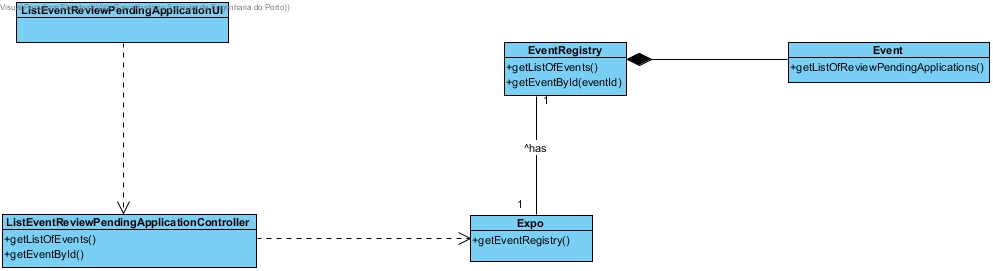 ListEventReviewPendingApplicationUI
EventRegistry
+getListOfEvents()
+getEventById(eventId)
Event
+getListOfReviewPendingApplications()
1
^has
1
ListEventReviewPendingApplicationController
+getListOfEvents()
+getEventById()
Expo
+getEventRegistry()